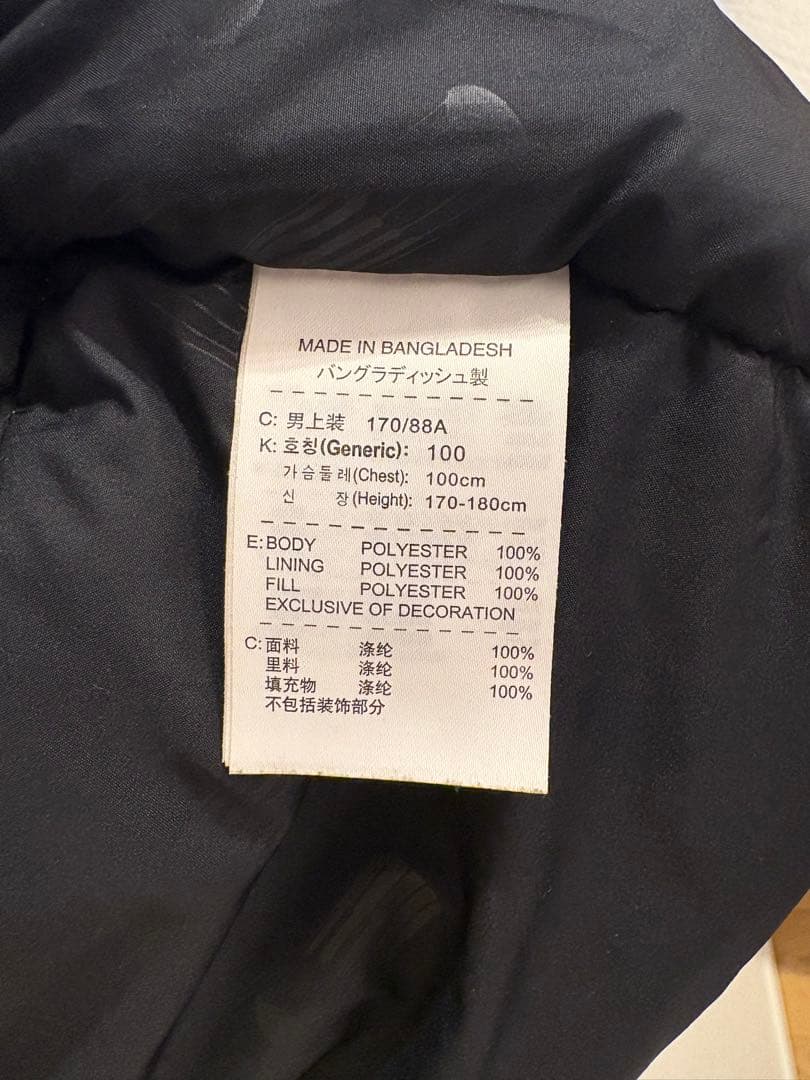 MADE IN BANGLADESH
バングラディッシュ製
C: 男上装 170/88A
K: 호칭(Generic): 100
가슴둘레(Chest): 100cm
신 장(Height): 170-180cm
E: BODY POLYESTER 100%
LINING POLYESTER 100%
FILL POLYESTER 100%
EXCLUSIVE OF DECORATION
C: 面料 涤纶 100%
里料 涤纶 100%
填充物 涤纶 100%
不包括装饰部分